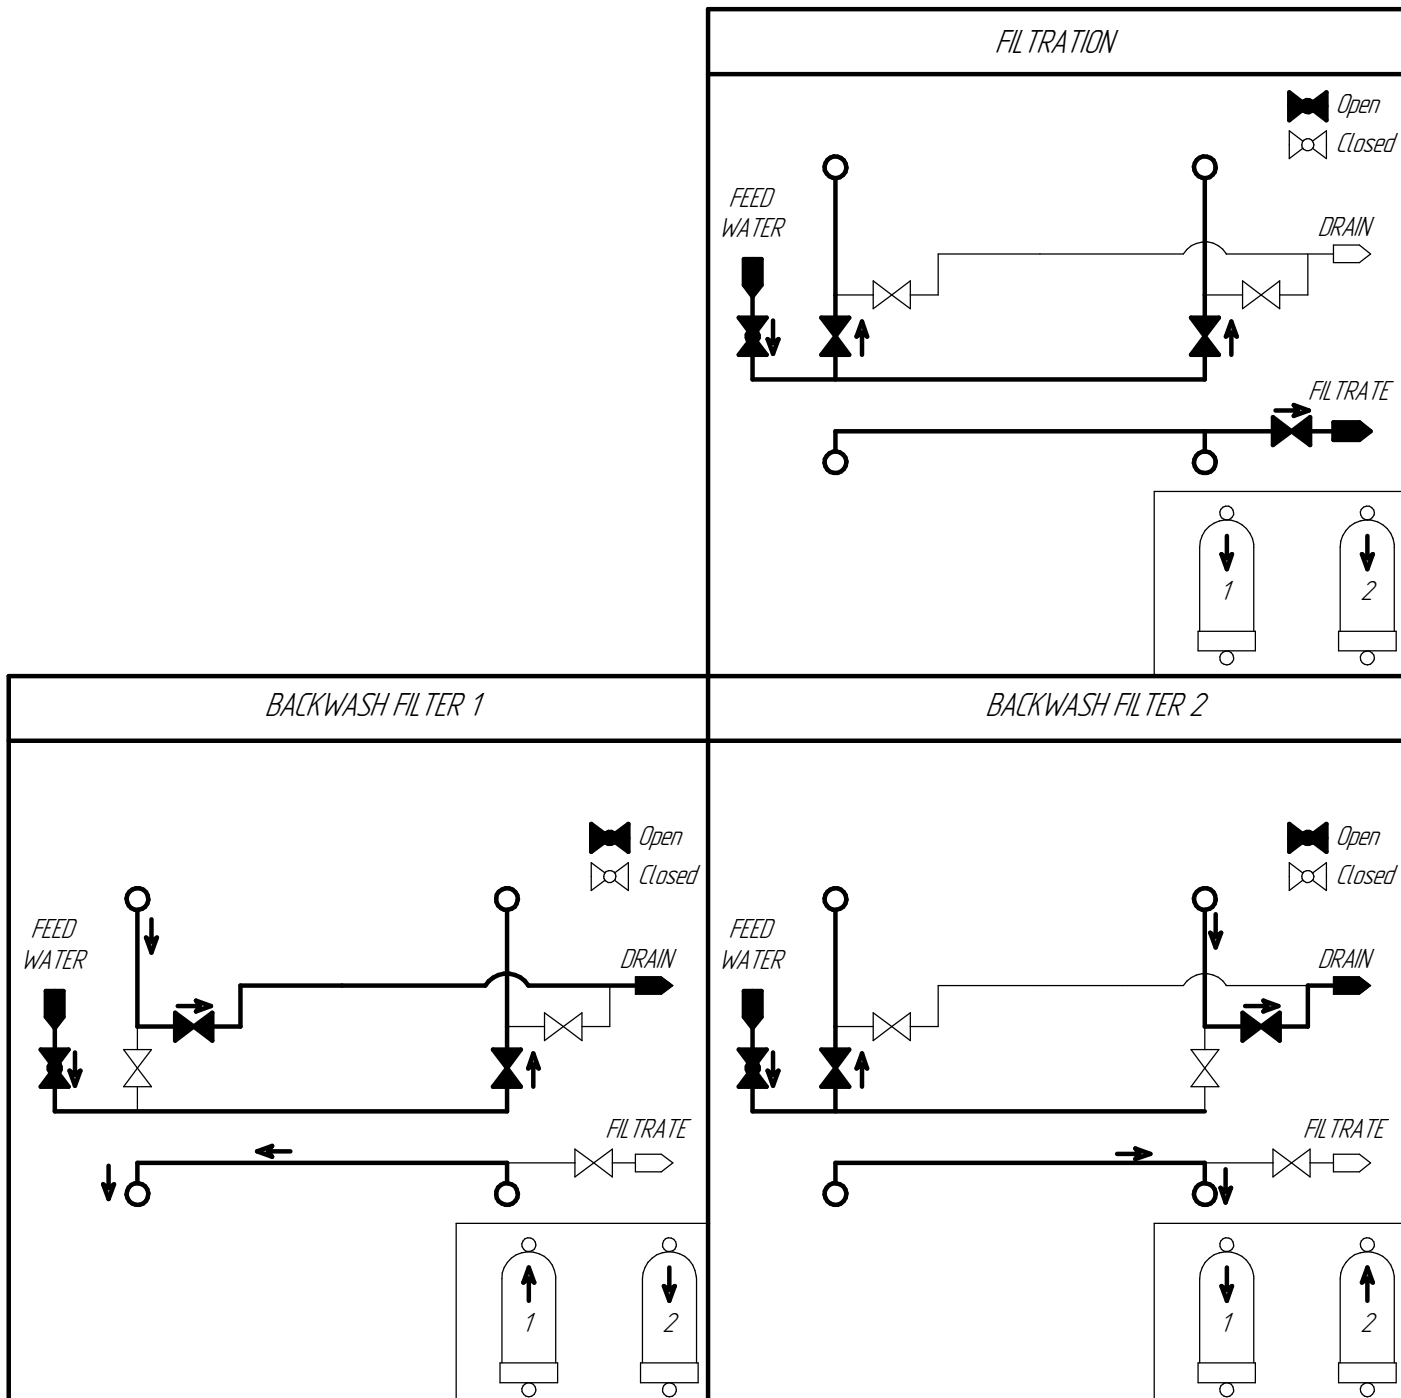 FILTRATION
Open
Closed
FEED
WATER
DRAIN
FILTRATE
1
2
BACKWASH FILTER 1
Open
Closed
FEED
WATER
DRAIN
FILTRATE
1
2
BACKWASH FILTER 2
Open
Closed
FEED
WATER
DRAIN
FILTRATE
1
2